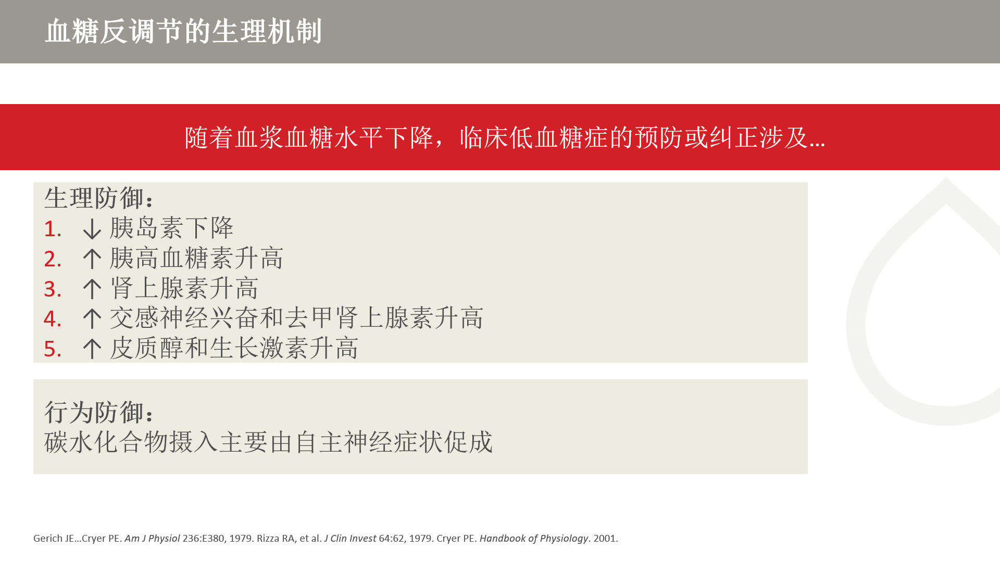 血糖反调节的生理机制
随着血浆血糖水平下降，临床低血糖症的预防或纠正涉及...
生理防御：
1. ↓ 胰岛素下降
2. ↑ 胰高血糖素升高
3. ↑ 肾上腺素升高
4. ↑ 交感神经兴奋和去甲肾上腺素升高
5. ↑ 皮质醇和生长激素升高
行为防御：
碳水化合物摄入主要由自主神经症状促成
Gerich JE...Cryer PE. Am J Physiol 236:E380, 1979. Rizza RA, et al. J Clin Invest 64:62, 1979. Cryer PE. Handbook of Physiology. 2001.